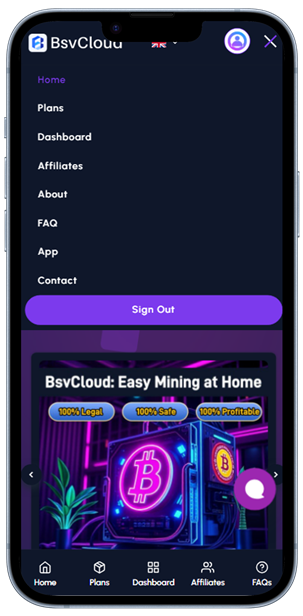 BsvCloud
Home
Plans
Dashboard
Affiliates
About
FAQ
App
Contact
Sign Out
BsvCloud: Easy Mining at Home
100% Legal 100% Safe 100% Profitable
Home Plans Dashboard Affiliates FAQs